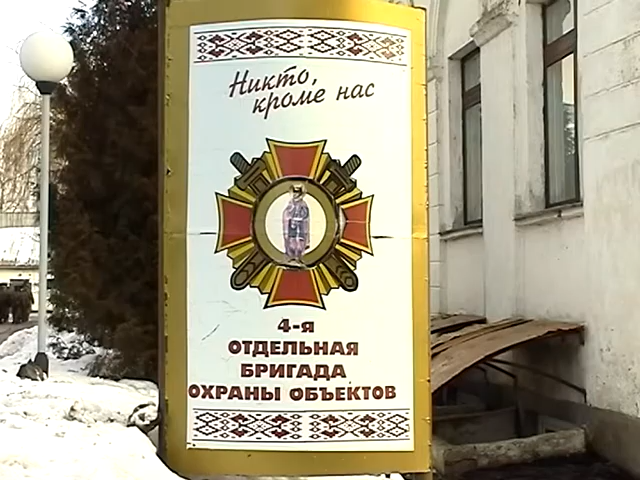 Никто,
кроме нас
4-я
ОТДЕЛЬНАЯ
БРИГАДА
ОХРАНЫ ОБЪЕКТОВ